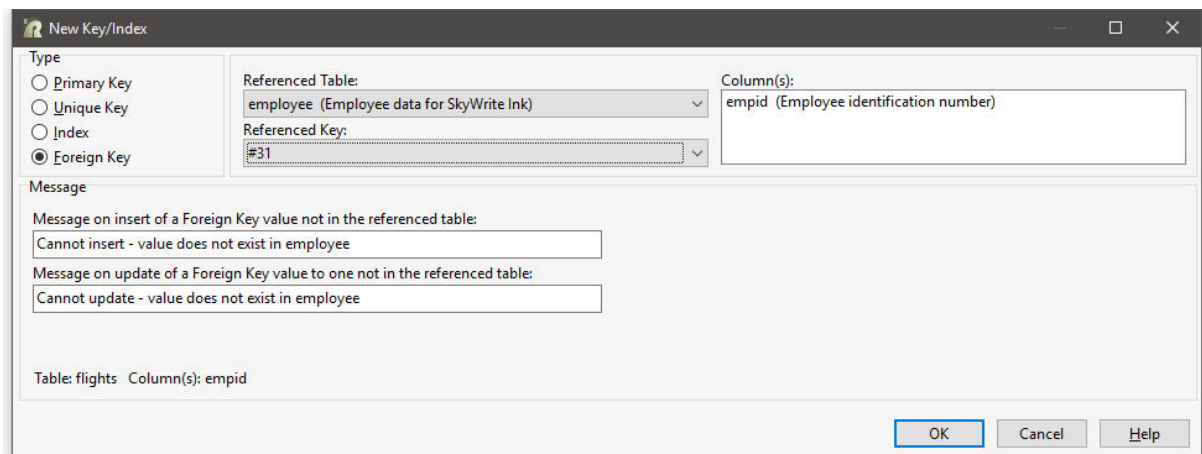 New Key/Index
Type
Primary Key
Unique Key
Index
Foreign Key
Referenced Table:
employee (Employee data for SkyWrite Ink)
Referenced Key:
#31
Column(s):
empid (Employee identification number)
Message
Message on insert of a Foreign Key value not in the referenced table:
Cannot insert - value does not exist in employee
Message on update of a Foreign Key value to one not in the referenced table:
Cannot update - value does not exist in employee
Table: flights Column(s): empid
OK Cancel Help